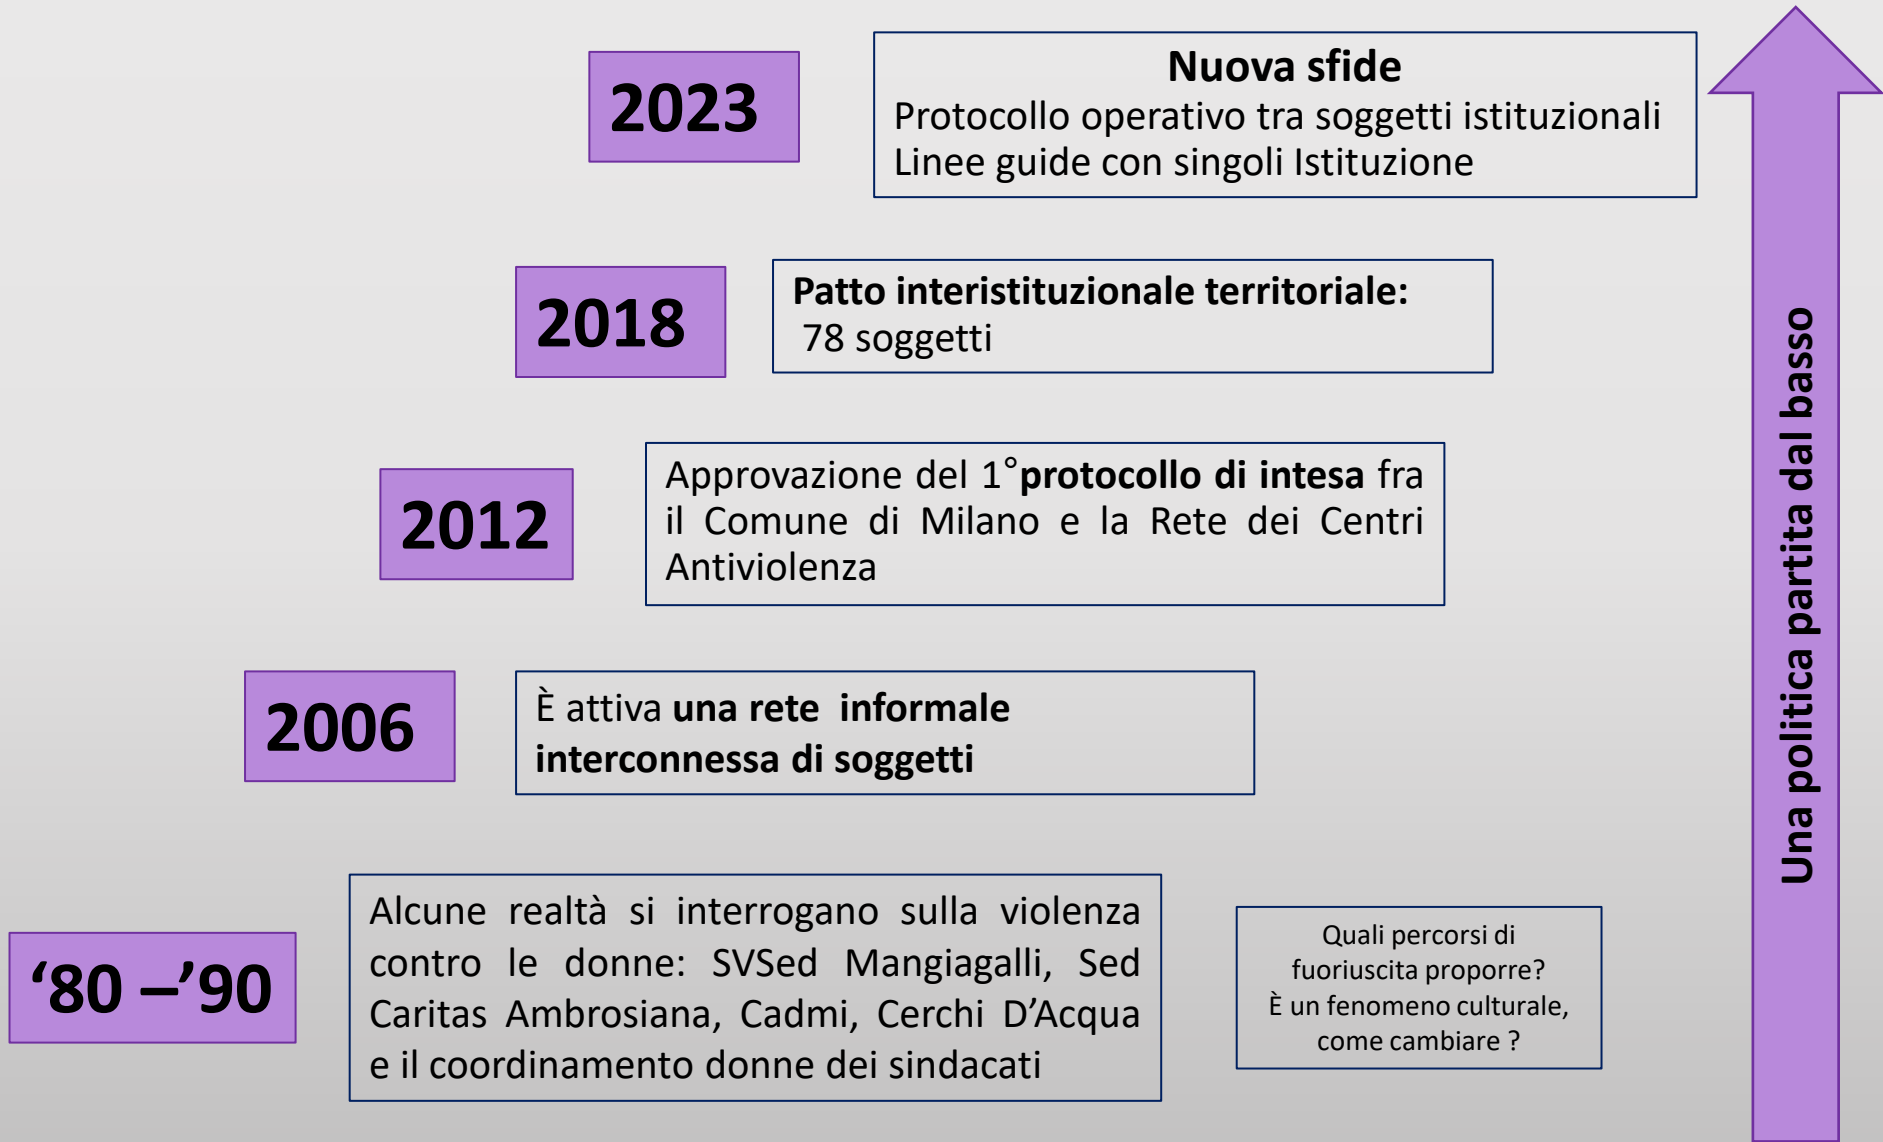 2023
Nuova sfide
Protocollo operativo tra soggetti istituzionali
Linee guide con singoli Istituzione
2018
Patto interistituzionale territoriale:
78 soggetti
2012
Approvazione del 1°protocollo di intesa fra
il Comune di Milano e la Rete dei Centri
Antiviolenza
2006
È attiva una rete informale
interconnessa di soggetti
‘80 –’90
Alcune realtà si interrogano sulla violenza
contro le donne: SVSed Mangiagalli, Sed
Caritas Ambrosiana, Cadmi, Cerchi D’Acqua
e il coordinamento donne dei sindacati
Quali percorsi di
fuoriuscita proporre?
È un fenomeno culturale,
come cambiare ?
Una politica partita dal basso